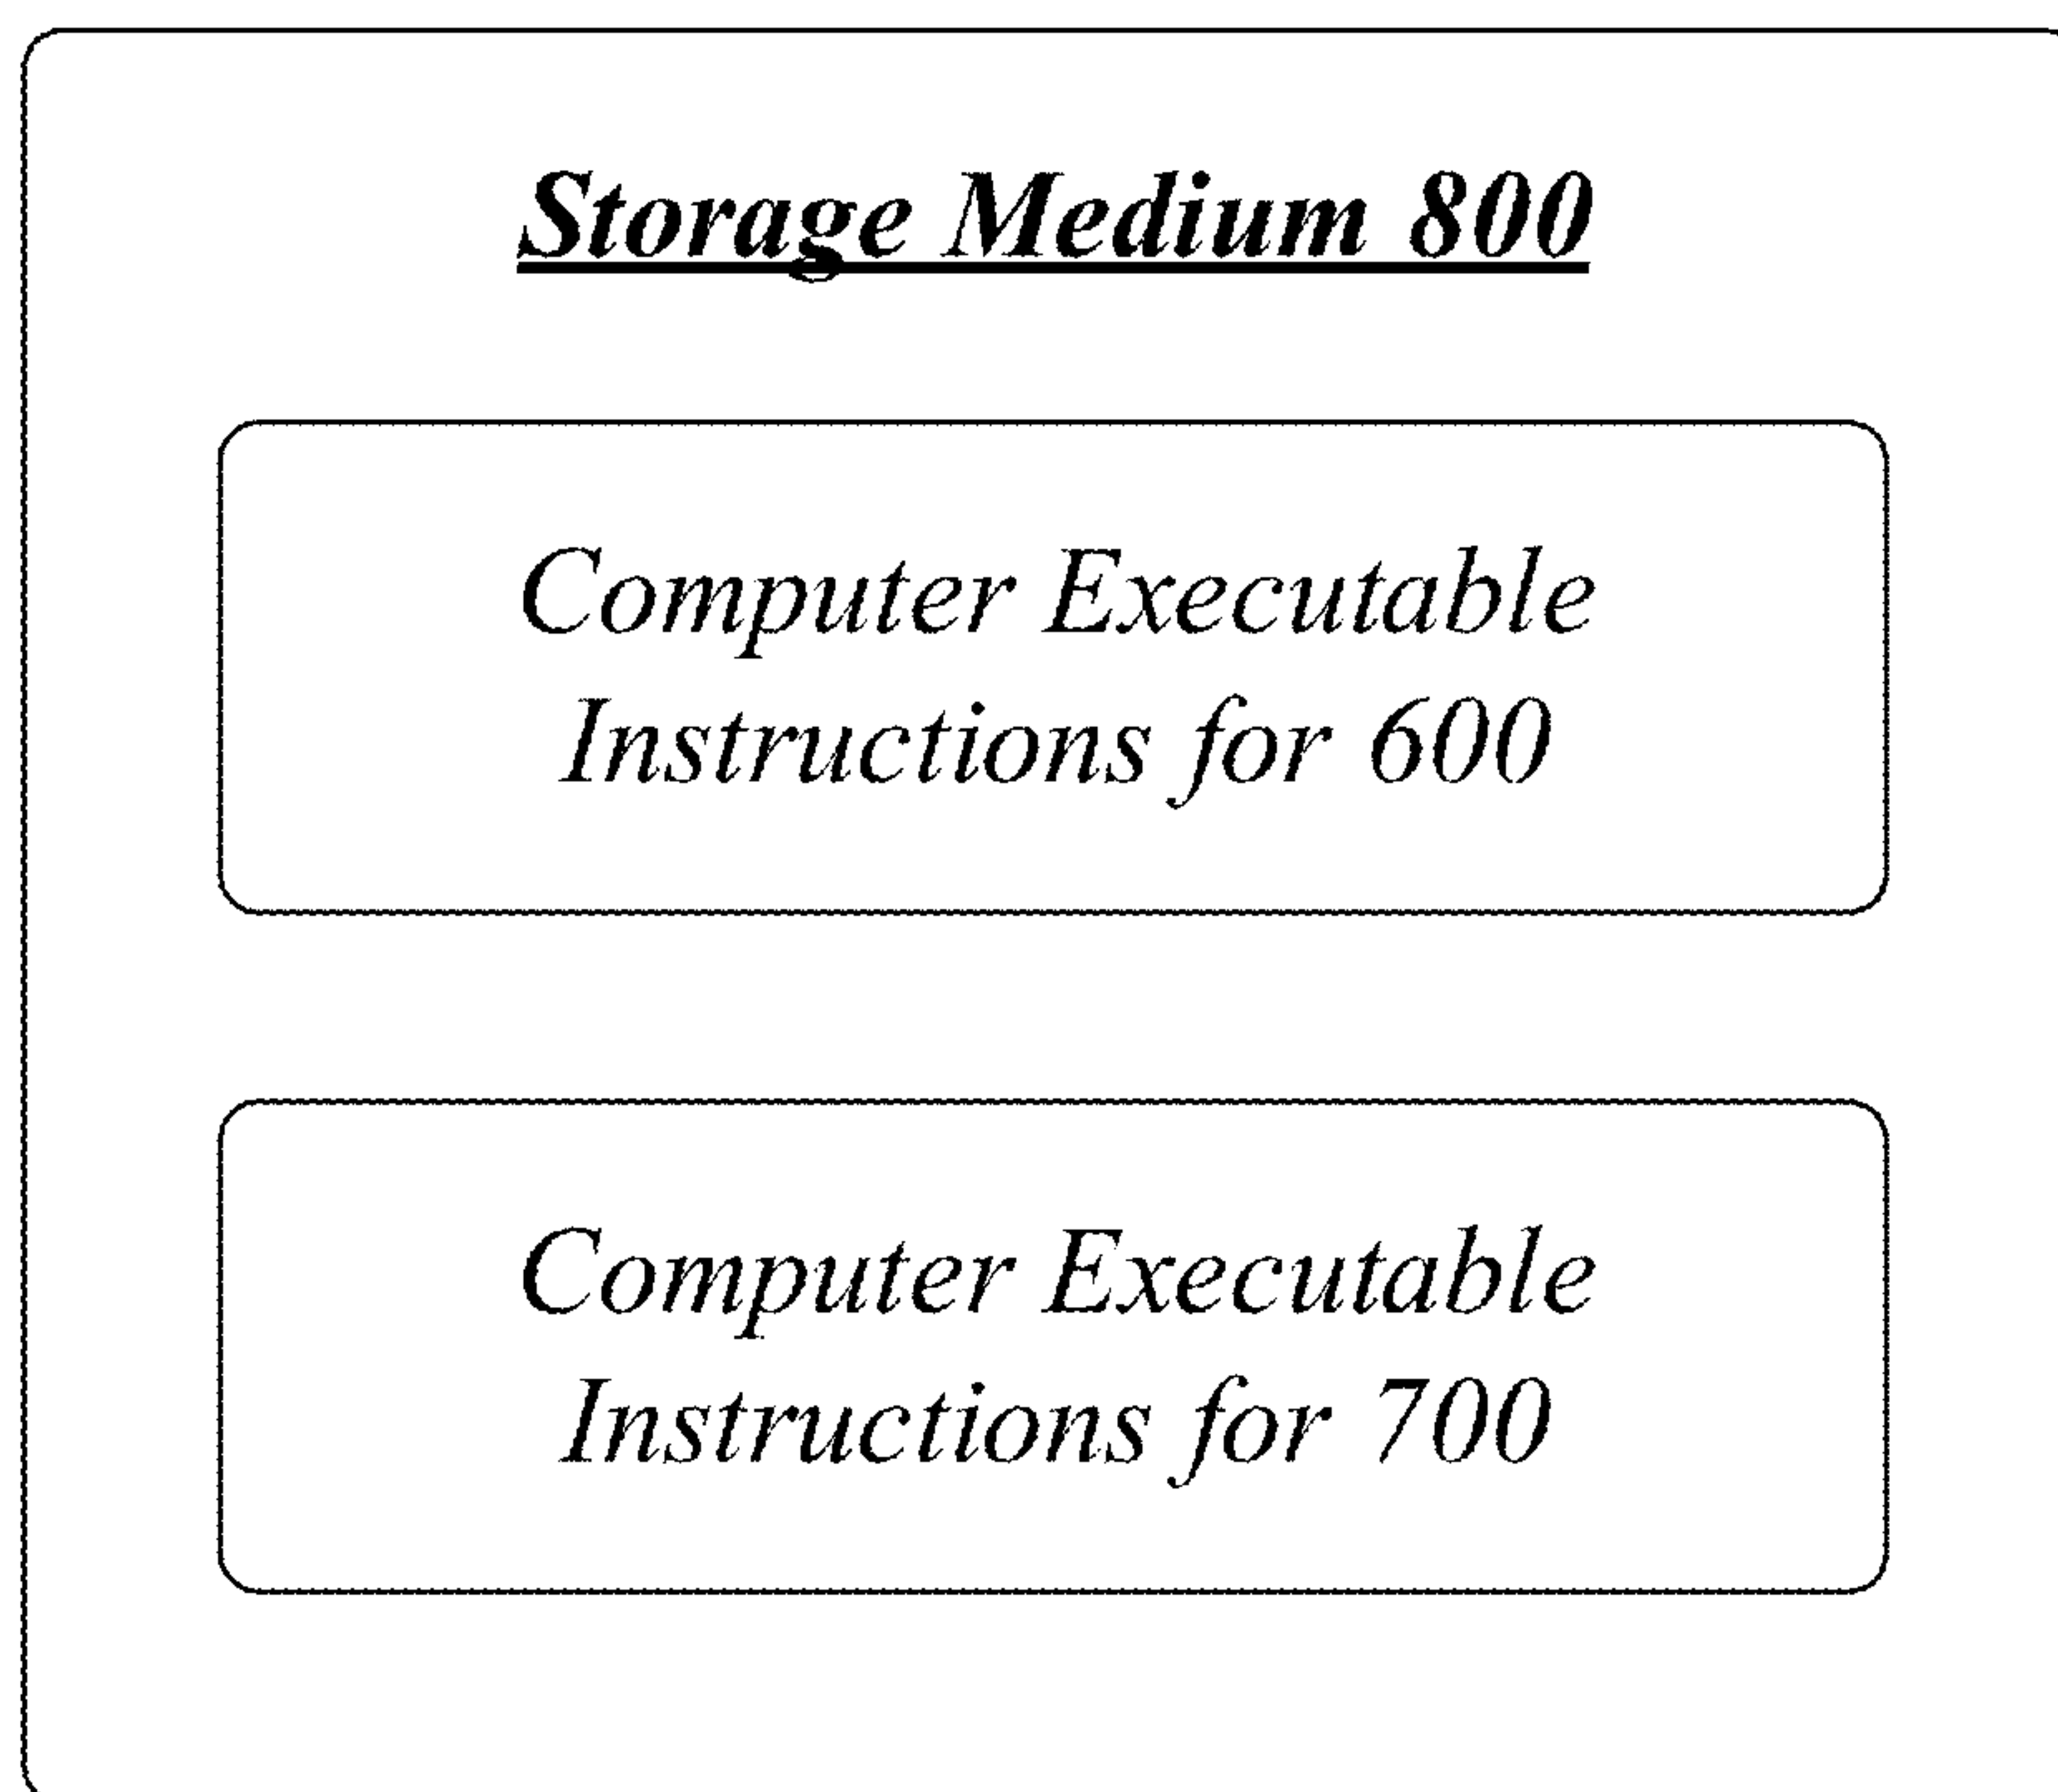 Storage Medium 800
Computer Executable
Instructions for 600
Computer Executable
Instructions for 700